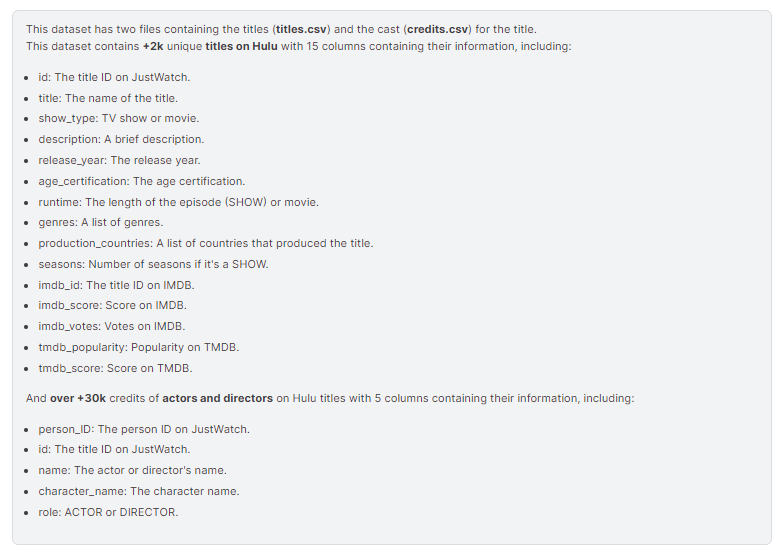 This dataset has two files containing the titles (titles.csv) and the cast (credits.csv) for the title.
This dataset contains +2k unique titles on Hulu with 15 columns containing their information, including:
• id: The title ID on JustWatch.
• title: The name of the title.
• show_type: TV show or movie.
• description: A brief description.
• release_year: The release year.
• age_certification: The age certification.
• runtime: The length of the episode (SHOW) or movie.
• genres: A list of genres.
• production_countries: A list of countries that produced the title.
• seasons: Number of seasons if it's a SHOW.
• imdb_id: The title ID on IMDB.
• imdb_score: Score on IMDB.
• imdb_votes: Votes on IMDB.
• tmdb_popularity: Popularity on TMDB.
• tmdb_score: Score on TMDB.
And over +30k credits of actors and directors on Hulu titles with 5 columns containing their information, including:
• person_ID: The person ID on JustWatch.
• id: The title ID on JustWatch.
• name: The actor or director's name.
• character_name: The character name.
• role: ACTOR or DIRECTOR.